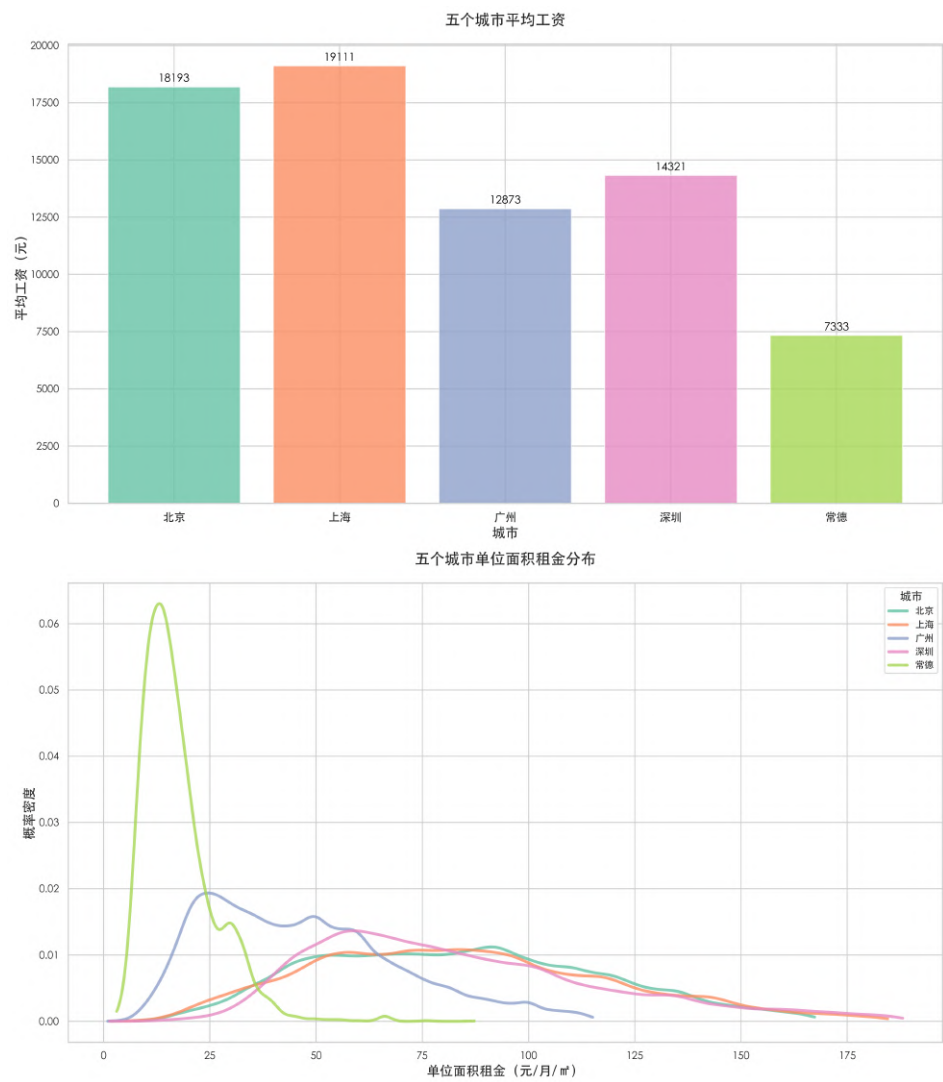 五个城市平均工资
平均工资（元）
20000
17500
15000
12500
10000
7500
5000
2500
0
18193
19111
12873
14321
7333
北京
上海
广州
深圳
常德
城市
五个城市单位面积租金分布
概率密度
0.06
0.05
0.04
0.03
0.02
0.01
0.00
城市
北京
上海
广州
深圳
常德
0
25
50
75
100
125
150
175
单位面积租金（元/月/㎡）